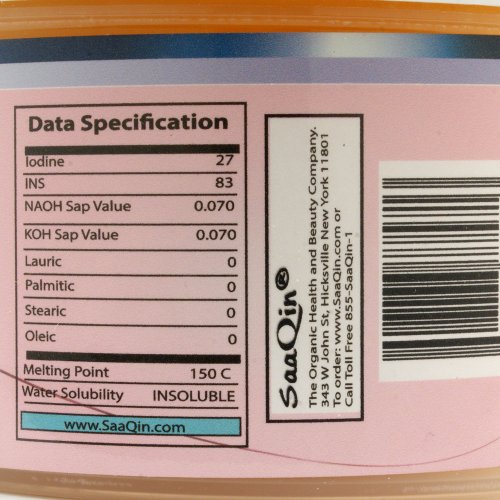 Data Specification
Iodine 27
INS 83
NAOH Sap Value 0.070
KOH Sap Value 0.070
Lauric 0
Palmitic 0
Stearic 0
Oleic 0
Melting Point 150 C
Water Solubility INSOLUBLE
www.SaaQin.com
SaaQin®
The Organic Health and Beauty Company.
343 W John St, Hicksville New York 11801
To order: www.SaaQin.com or
Call Toll Free 855-SaaQin-1